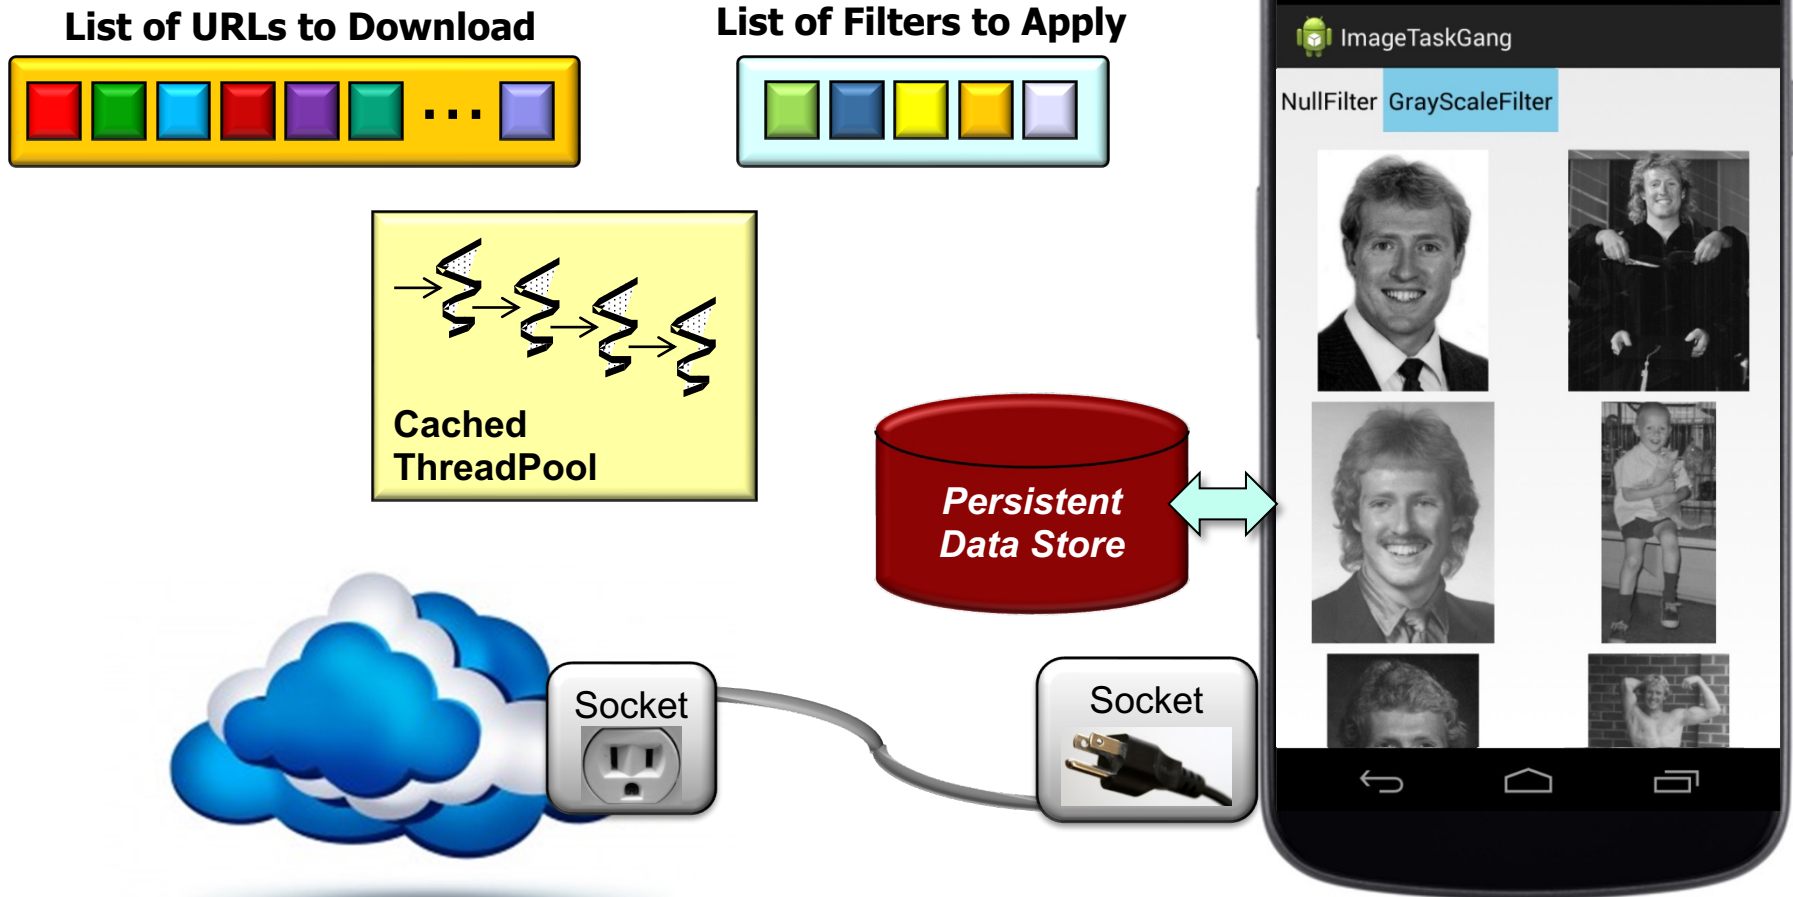 List of URLs to Download
List of Filters to Apply
...
ImageTaskGang
NullFilter GrayScaleFilter
Cached
ThreadPool
Persistent
Data Store
Socket
Socket